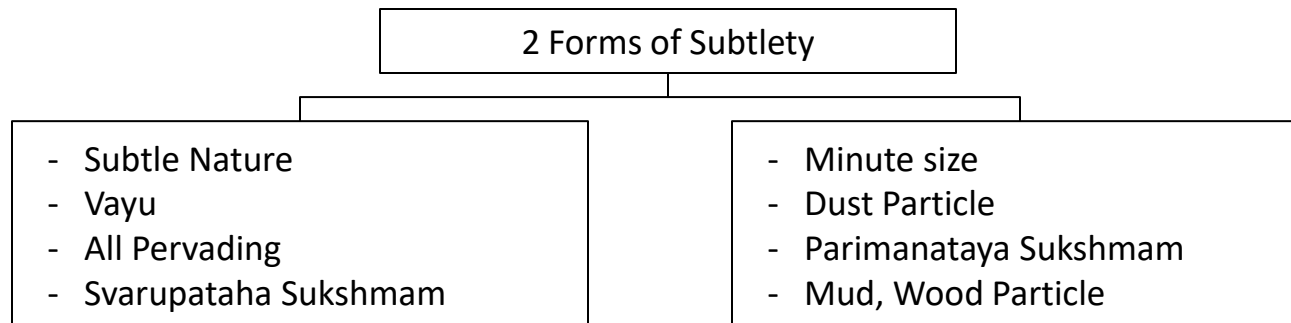 2 Forms of Subtlety
- Subtle Nature
- Vayu
- All Pervading
- Svarupataha Sukshmam
- Minute size
- Dust Particle
- Parimanataya Sukshmam
- Mud, Wood Particle